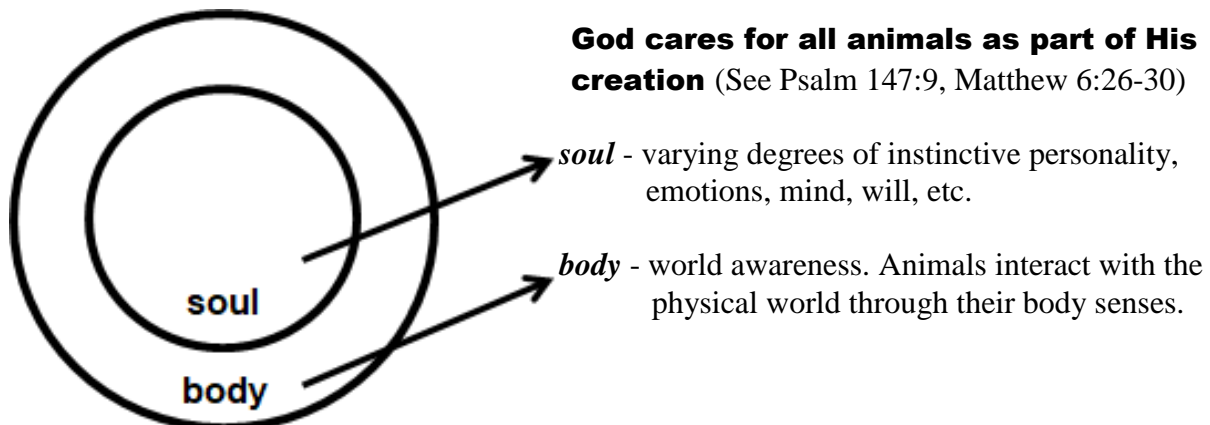 God cares for all animals as part of His
creation (See Psalm 147:9, Matthew 6:26-30)
soul - varying degrees of instinctive personality,
emotions, mind, will, etc.
body - world awareness. Animals interact with the
physical world through their body senses.
soul
body